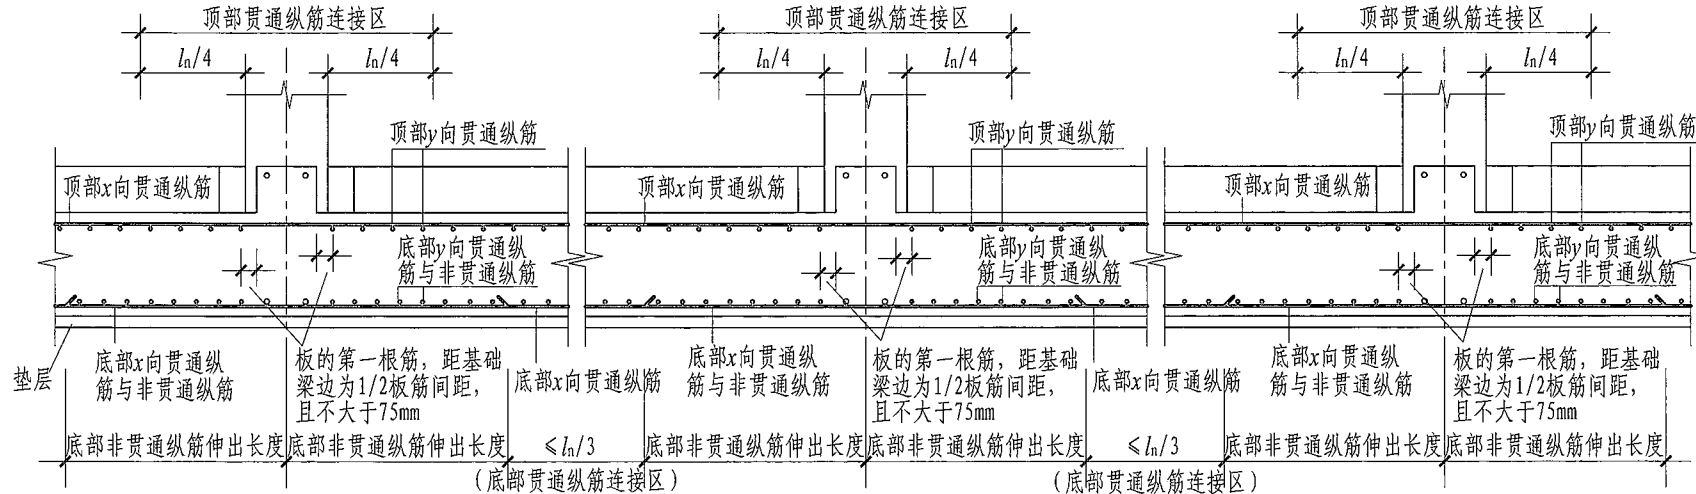 顶部贯通纵筋连接区
顶部贯通纵筋连接区
顶部贯通纵筋连接区
ln/4
ln/4
ln/4
ln/4
ln/4
ln/4
顶部y向贯通纵筋
顶部y向贯通纵筋
顶部y向贯通纵筋
顶部x向贯通纵筋
顶部x向贯通纵筋
顶部x向贯通纵筋
底部y向贯通纵
筋与非贯通纵筋
底部y向贯通纵
筋与非贯通纵筋
底部y向贯通纵
筋与非贯通纵筋
垫层
底部x向贯通纵
筋与非贯通纵筋
板的第一根筋，距基础
梁边为1/2板筋间距，
且不大于75mm
底部x向贯通纵筋
底部x向贯通纵
筋与非贯通纵筋
板的第一根筋，距基础
梁边为1/2板筋间距，
且不大于75mm
底部x向贯通纵筋
底部x向贯通纵
筋与非贯通纵筋
板的第一根筋，距基础
梁边为1/2板筋间距，
且不大于75mm
底部非贯通纵筋伸出长度
底部非贯通纵筋伸出长度
≤ln/3
底部非贯通纵筋伸出长度
底部非贯通纵筋伸出长度
≤ln/3
底部非贯通纵筋伸出长度
底部非贯通纵筋伸出长度
（底部贯通纵筋连接区）
（底部贯通纵筋连接区）